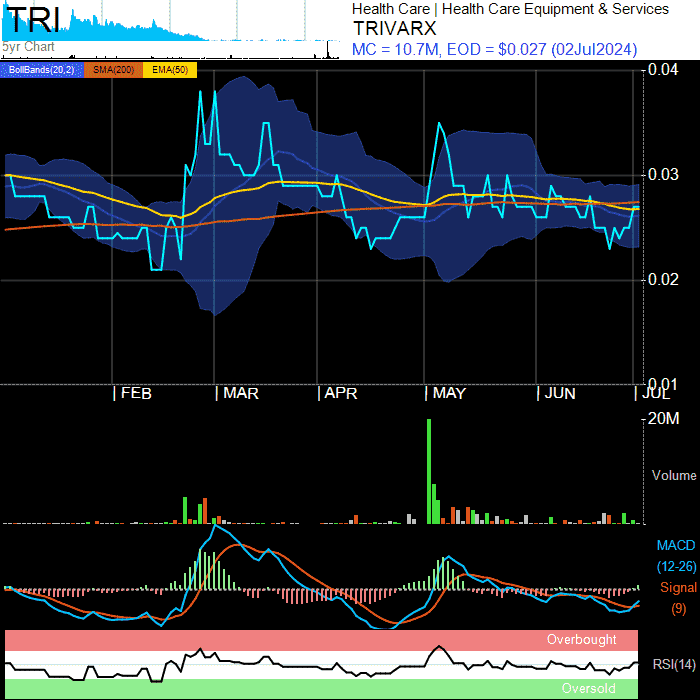 TRI
5yr Chart
Health Care | Health Care Equipment & Services
TRIVARX
MC = 10.7M, EOD = $0.027 (02Jul2024)
BollBands(20,2) SMA(200) EMA(50)
0.04
0.03
0.02
0.01
FEB MAR APR MAY JUN JUL
20M
Volume
MACD
(12-26)
Signal
(9)
Overbought
RSI(14)
Oversold